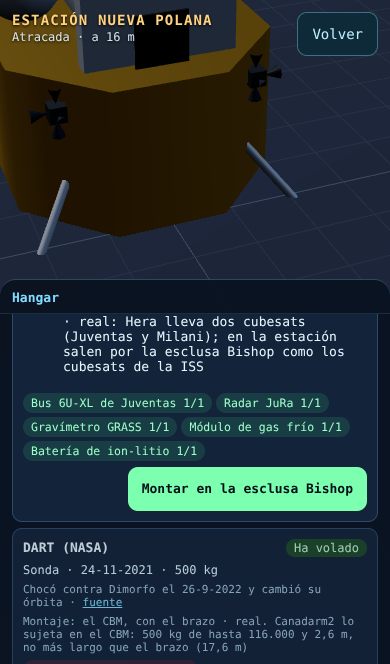 ESTACIÓN NUEVA POLANA
Atracada · a 16 m
Volver
Hangar
· real: Hera lleva dos cubesats
(Juventas y Milani); en la estación
salen por la esclusa Bishop como los
cubesats de la ISS
Bus 6U-XL de Juventas 1/1 Radar JuRa 1/1
Gravímetro GRASS 1/1 Módulo de gas frío 1/1
Batería de ion-litio 1/1
Montar en la esclusa Bishop
DART (NASA) Ha volado
Sonda · 24-11-2021 · 500 kg
Chocó contra Dimorfo el 26-9-2022 y cambió su
órbita · fuente
Montaje: el CBM, con el brazo · real. Canadarm2 lo
sujeta en el CBM: 500 kg de hasta 116.000 y 2,6 m,
no más largo que el brazo (17,6 m)